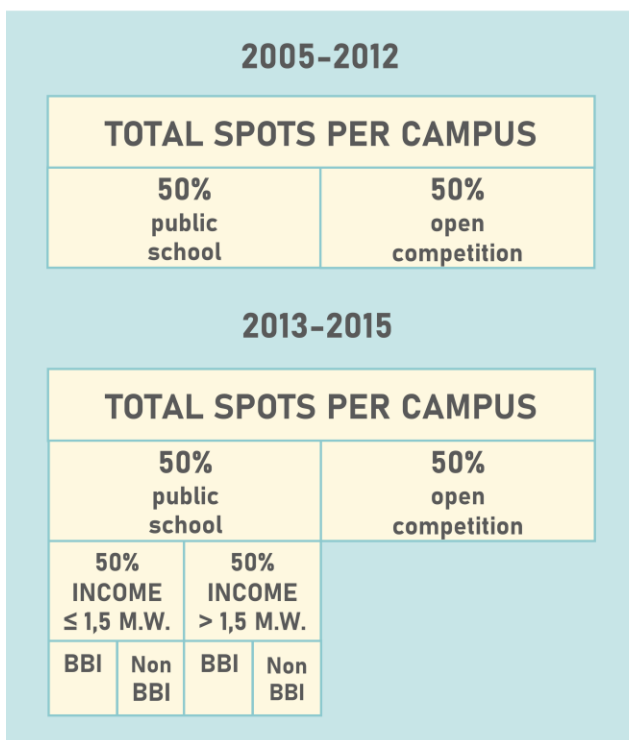 2005-2012
TOTAL SPOTS PER CAMPUS
50%
public
school
50%
open
competition
2013-2015
TOTAL SPOTS PER CAMPUS
50%
public
school
50%
open
competition
50%
INCOME
≤ 1,5 M.W.
50%
INCOME
> 1,5 M.W.
BBI
Non
BBI
BBI
Non
BBI